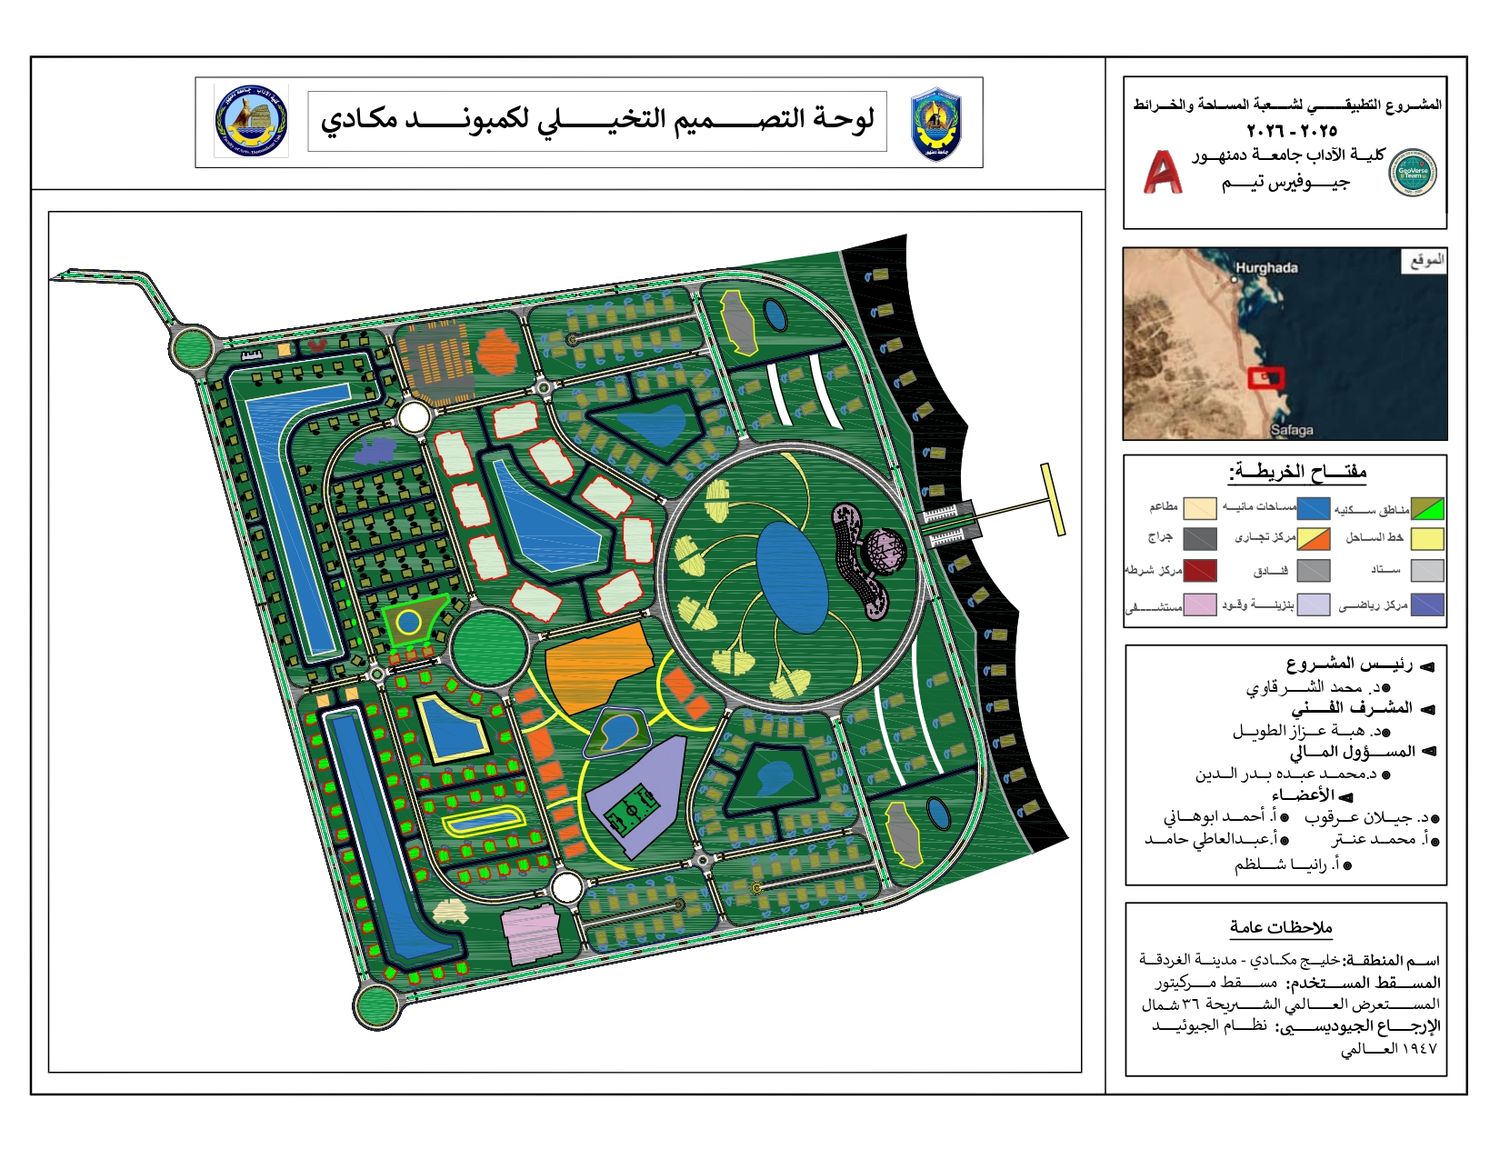 لوحة التصميم التخيلي لكمبوند مكادي
المشروع التطبيقي لشعبة المساحة والخرائط
٢٠٢٥ - ٢٠٢٦
كلية الآداب جامعة دمنهور
جيوفيرس تيم
GeoVerse
Team
الموقع
Hurghada
Safaga
مفتاح الخريطة:
مناطق سكنيه
مساحات مائيه
مطاعم
خط الساحل
مركز تجارى
جراج
ستاد
فنادق
مركز شرطه
مركز رياضى
بنزينة وقود
مستشفى
رئيس المشروع
د. محمد الشرقاوي
المشرف الفني
د. هبة عزاز الطويل
المسؤول المالي
د.محمد عبده بدر الدين
الأعضاء
د. جيلان عرقوب
أ. أحمد ابوهاني
أ. محمد عنتر
أ.عبدالعاطي حامد
أ. رانيا شلظم
ملاحظات عامة
اسم المنطقة: خليج مكادي - مدينة الغردقة
المسقط المستخدم: مسقط مركيتور
المستعرض العالمي الشريحة ٣٦ شمال
الإرجاع الجيوديسي: نظام الجيوئيد
١٩٤٧ العالمي